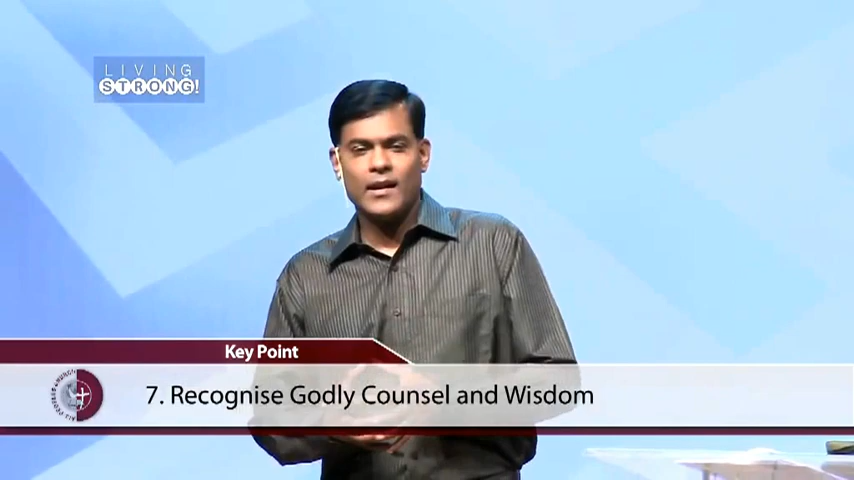 LIVING
STRONG!
Key Point
7. Recognise Godly Counsel and Wisdom